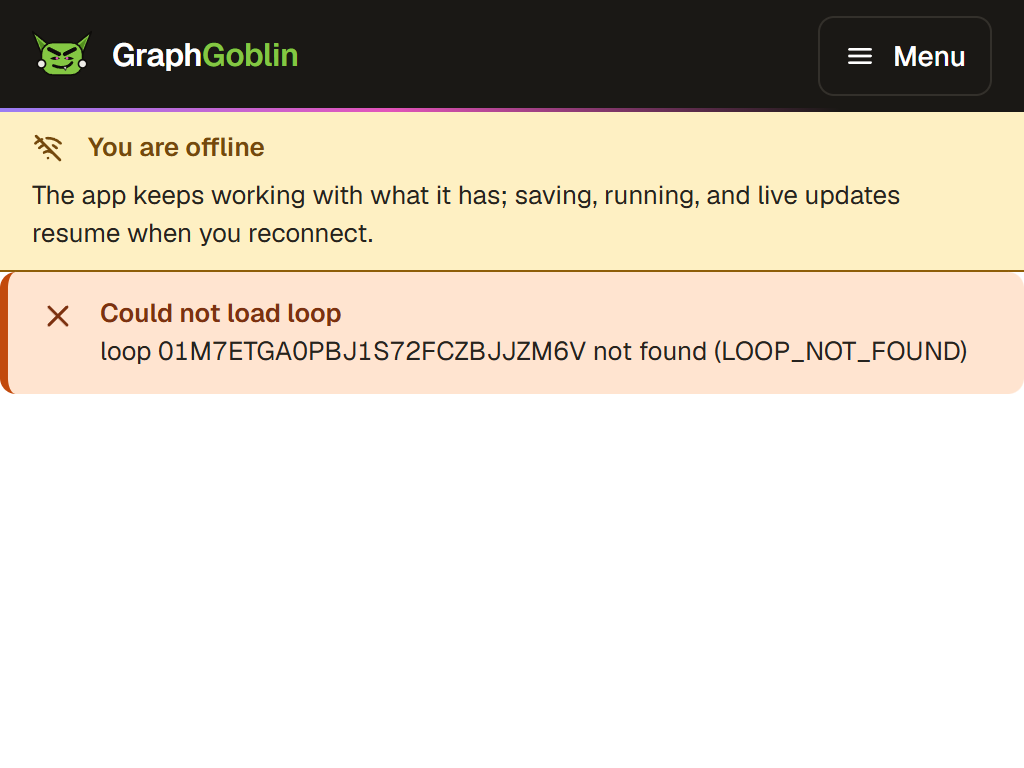 GraphGoblin
Menu
You are offline
The app keeps working with what it has; saving, running, and live updates
resume when you reconnect.
Could not load loop
loop 01M7ETGA0PBJ1S72FCZBJJZM6V not found (LOOP_NOT_FOUND)